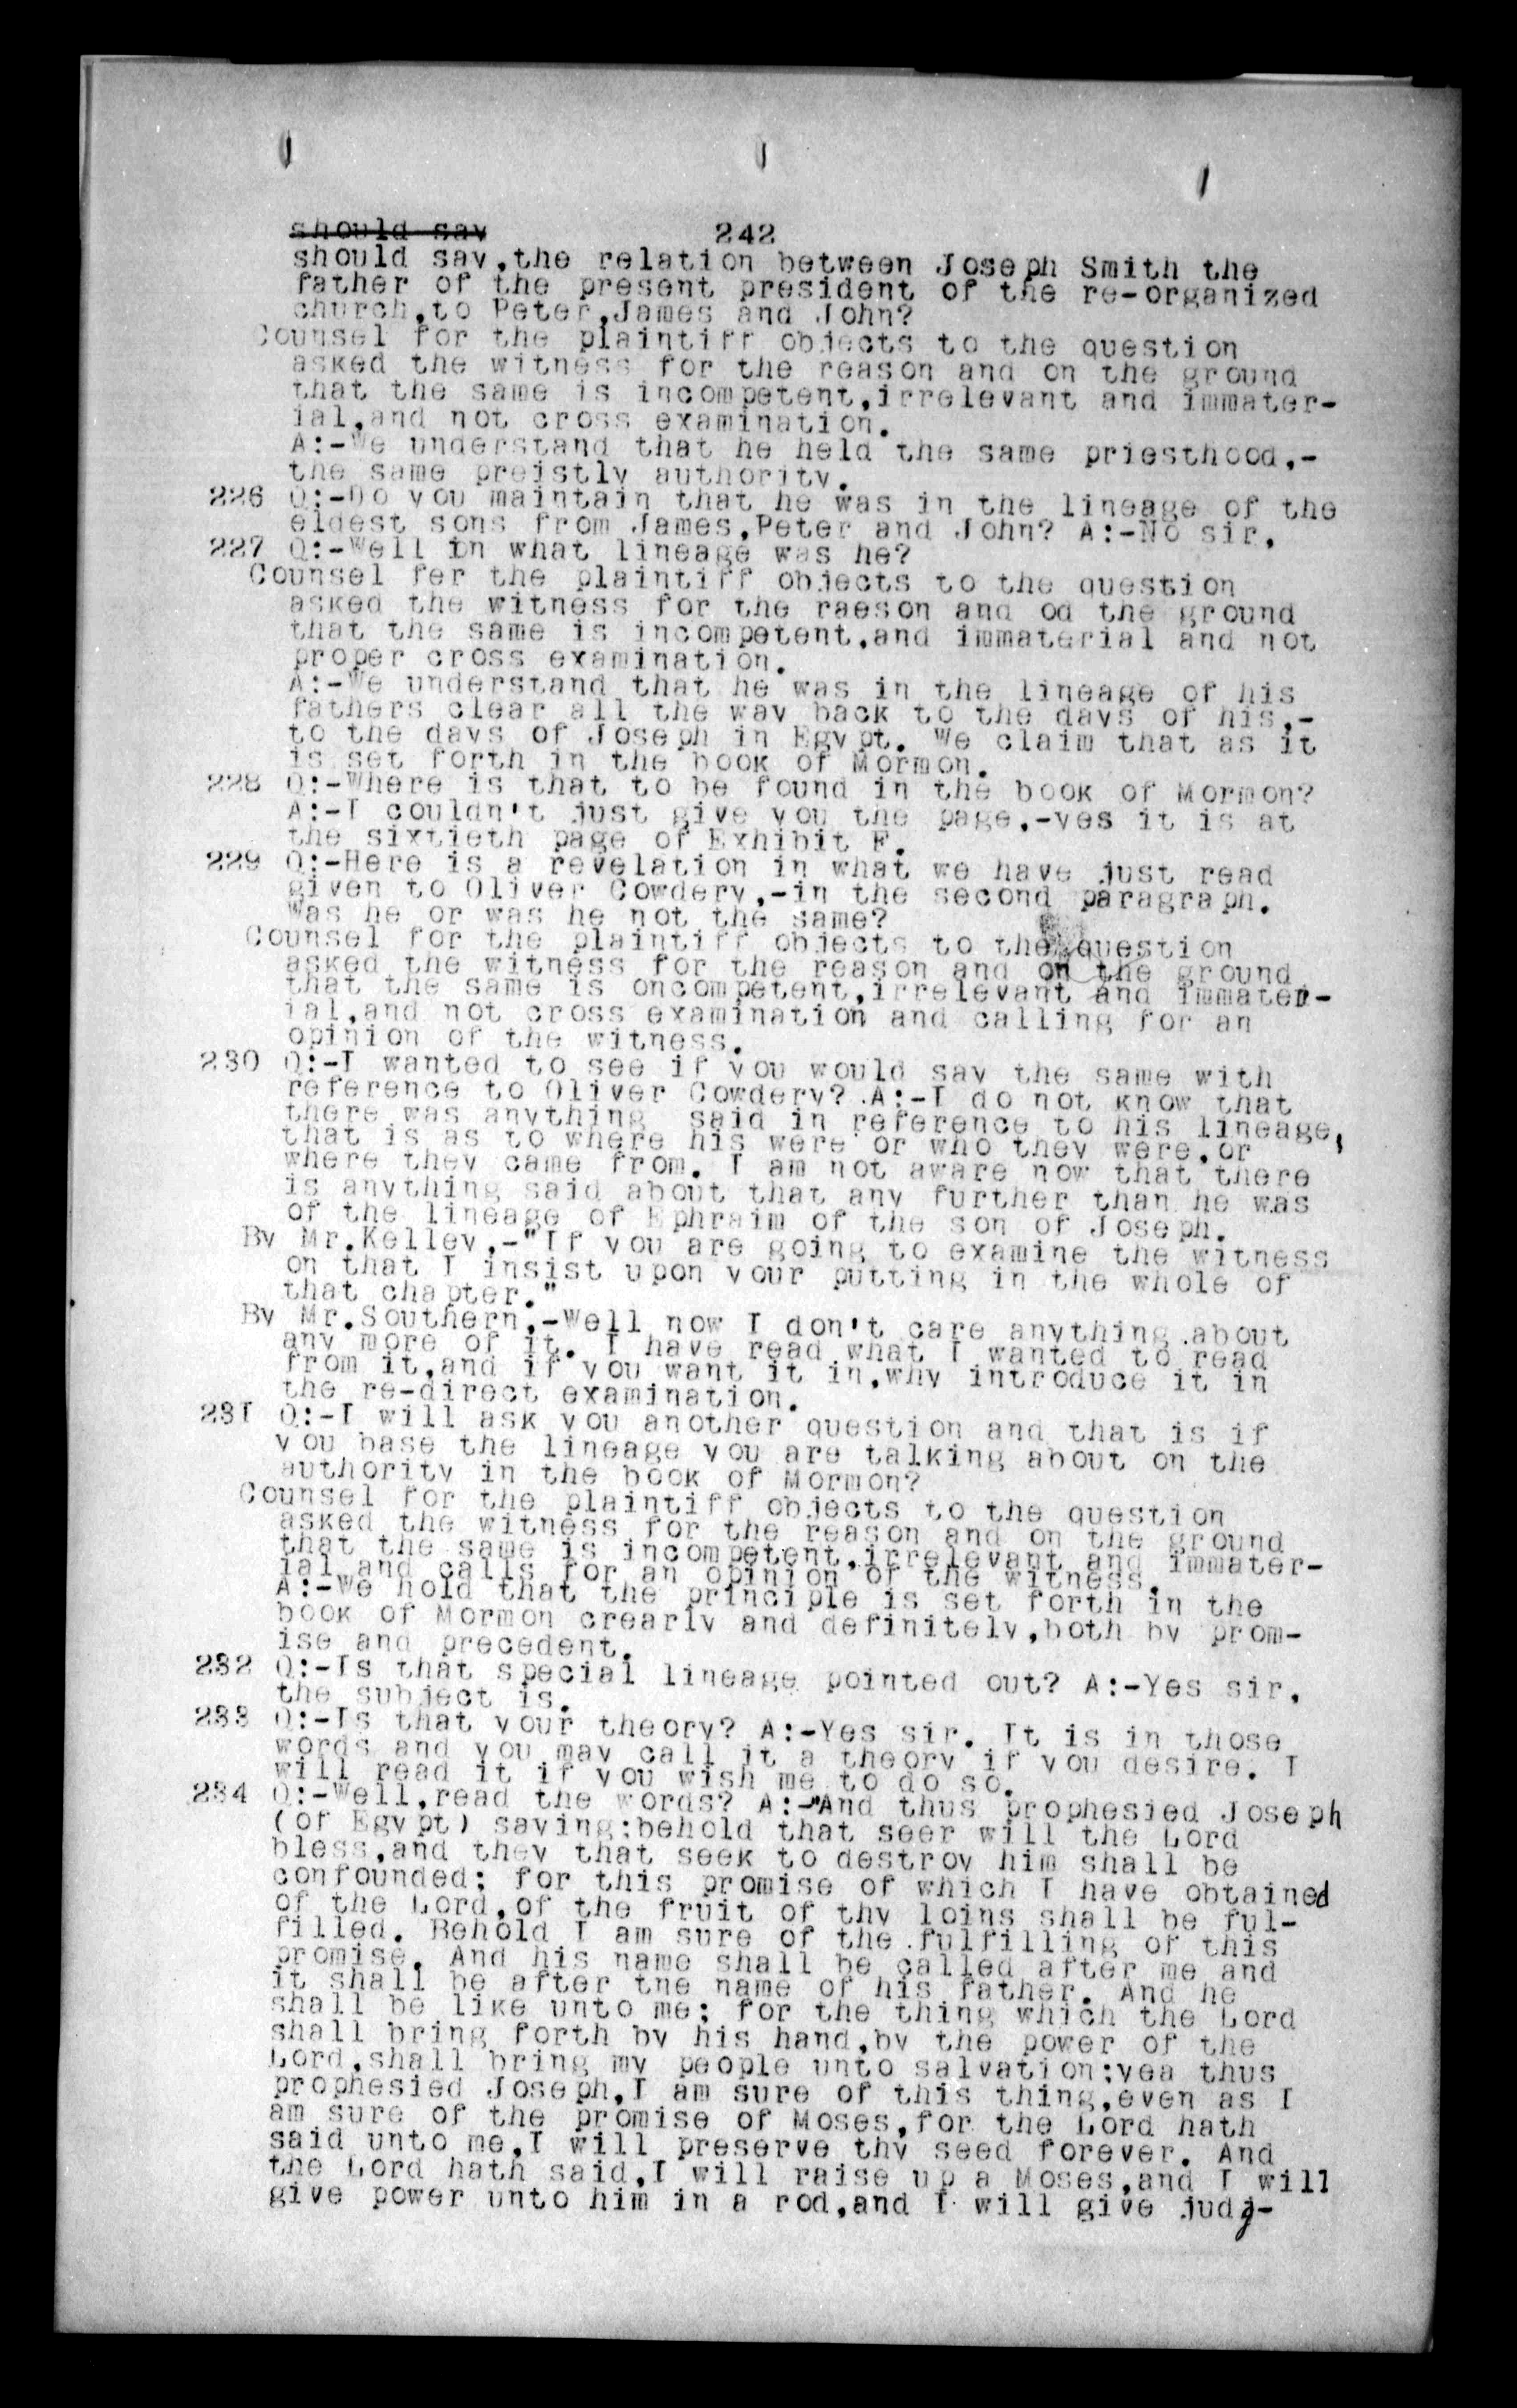 should say 242
should say,the relation between Joseph Smith the
father of the present president of the re-organized
church,to Peter,James and John?
Counsel for the plaintiff objects to the question
asked the witness for the reason and on the ground
that the same is incompetent,irrelevant and immater-
ial,and not cross examination.
A:-We understand that he held the same priesthood,-
the same preistly authority.
226 Q:-Do you maintain that he was in the lineage of the
eldest sons from James,Peter and John? A:-No sir.
227 Q:-Well in what lineage was he?
Counsel fer the plaintiff objects to the question
asked the witness for the raeson and od the ground
that the same is incompetent,and immaterial and not
proper cross examination.
A:-We understand that he was in the lineage of his
fathers clear all the way back to the days of his,-
to the days of Joseph in Egypt. We claim that as it
is set forth in the book of Mormon.
228 Q:-Where is that to be found in the book of Mormon?
A:-I couldn't just give you the page,-yes it is at
the sixtieth page of Exhibit F.
229 Q:-Here is a revelation in what we have just read
given to Oliver Cowdery,-in the second paragraph.
Was he or was he not the same?
Counsel for the plaintiff objects to the question
asked the witness for the reason and on the ground
that the same is oncompetent,irrelevant and immater-
ial,and not cross examination and calling for an
opinion of the witness.
230 Q:-I wanted to see if you would say the same with
reference to Oliver Cowdery? A:-I do not know that
there was anything said in reference to his lineage,
that is as to where his were or who they were,or
where they came from. I am not aware now that there
is anything said about that any further than he was
of the lineage of Ephraim of the son of Joseph.
By Mr.Kelley,-"If you are going to examine the witness
on that I insist upon your putting in the whole of
that chapter."
By Mr.Southern,-Well now I don't care anything about
any more of it. I have read what I wanted to read
from it,and if you want it in,why introduce it in
the re-direct examination.
231 Q:-I will ask you another question and that is if
you base the lineage you are talking about on the
authority in the book of Mormon?
Counsel for the plaintiff objects to the question
asked the witness for the reason and on the ground
that the same is incompetent,irrelevant and immater-
ial and calls for an opinion of the witness.
A:-We hold that the principle is set forth in the
book of Mormon crearly and definitely,both by prom-
ise and precedent.
232 Q:-Is that special lineage pointed out? A:-Yes sir,
the subject is.
233 Q:-Is that your theory? A:-Yes sir. It is in those
words and you may call it a theory if you desire. I
will read it if you wish me to do so.
234 Q:-Well,read the words? A:-"And thus prophesied Joseph
(of Egypt) saying:behold that seer will the Lord
bless,and they that seek to destroy him shall be
confounded; for this promise of which I have obtained
of the Lord,of the fruit of thy loins shall be ful-
filled. Behold I am sure of the fulfilling of this
promise. And his name shall be called after me and
it shall be after tne name of his father. And he
shall be like unto me; for the thing which the Lord
shall bring forth by his hand,by the power of the
Lord,shall bring my people unto salvation;yea thus
prophesied Joseph,I am sure of this thing,even as I
am sure of the promise of Moses,for the Lord hath
said unto me,I will preserve thy seed forever. And
the Lord hath said,I will raise up a Moses,and I will
give power unto him in a rod,and I will give judg-